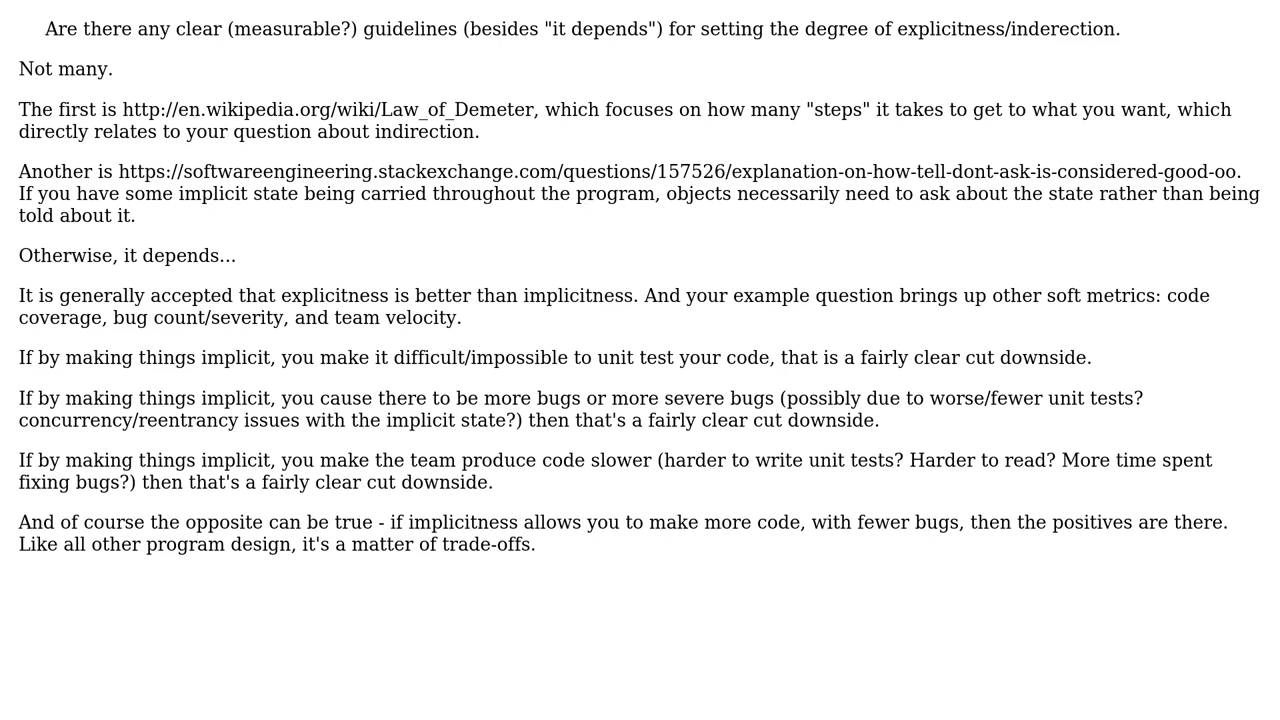 Are there any clear (measurable?) guidelines (besides "it depends") for setting the degree of explicitness/inderection.
Not many.
The first is http://en.wikipedia.org/wiki/Law_of_Demeter, which focuses on how many "steps" it takes to get to what you want, which
directly relates to your question about indirection.
Another is https://softwareengineering.stackexchange.com/questions/157526/explanation-on-how-tell-dont-ask-is-considered-good-oo.
If you have some implicit state being carried throughout the program, objects necessarily need to ask about the state rather than being
told about it.
Otherwise, it depends...
It is generally accepted that explicitness is better than implicitness. And your example question brings up other soft metrics: code
coverage, bug count/severity, and team velocity.
If by making things implicit, you make it difficult/impossible to unit test your code, that is a fairly clear cut downside.
If by making things implicit, you cause there to be more bugs or more severe bugs (possibly due to worse/fewer unit tests?
concurrency/reentrancy issues with the implicit state?) then that's a fairly clear cut downside.
If by making things implicit, you make the team produce code slower (harder to write unit tests? Harder to read? More time spent
fixing bugs?) then that's a fairly clear cut downside.
And of course the opposite can be true - if implicitness allows you to make more code, with fewer bugs, then the positives are there.
Like all other program design, it's a matter of trade-offs.